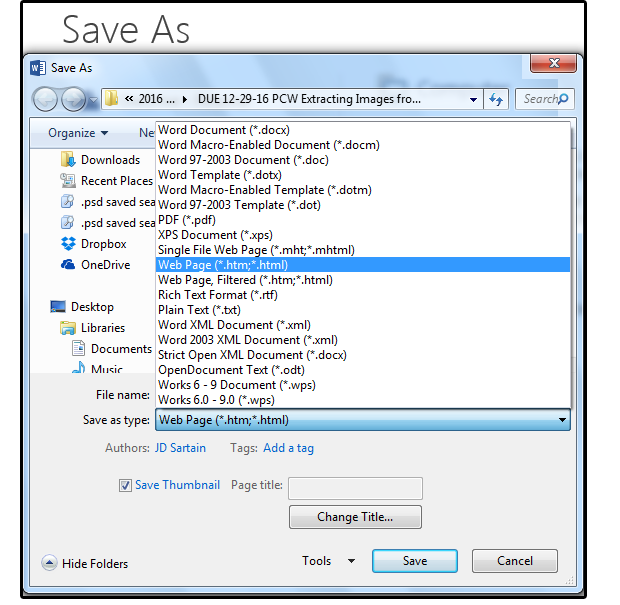 Save As
Save As
« 2016 ... ▸ DUE 12-29-16 PCW Extracting Images fro...
Search
Organize
Ne
Word Document (*.docx)
Word Macro-Enabled Document (*.docm)
Word 97-2003 Document (*.doc)
Word Template (*.dotx)
Word Macro-Enabled Template (*.dotm)
Word 97-2003 Template (*.dot)
PDF (*.pdf)
XPS Document (*.xps)
Single File Web Page (*.mht;*.mhtml)
Web Page (*.htm;*.html)
Web Page, Filtered (*.htm;*.html)
Rich Text Format (*.rtf)
Plain Text (*.txt)
Word XML Document (*.xml)
Word 2003 XML Document (*.xml)
Strict Open XML Document (*.docx)
OpenDocument Text (*.odt)
Works 6 - 9 Document (*.wps)
Works 6.0 - 9.0 (*.wps)
Downloads
Recent Places
.psd saved sea
.psd saved sea
Dropbox
OneDrive
Desktop
Libraries
Documents
Music
File name:
Save as type: Web Page (*.htm;*.html)
Authors: JD Sartain Tags: Add a tag
Save Thumbnail Page title:
Change Title...
Hide Folders Tools Save Cancel